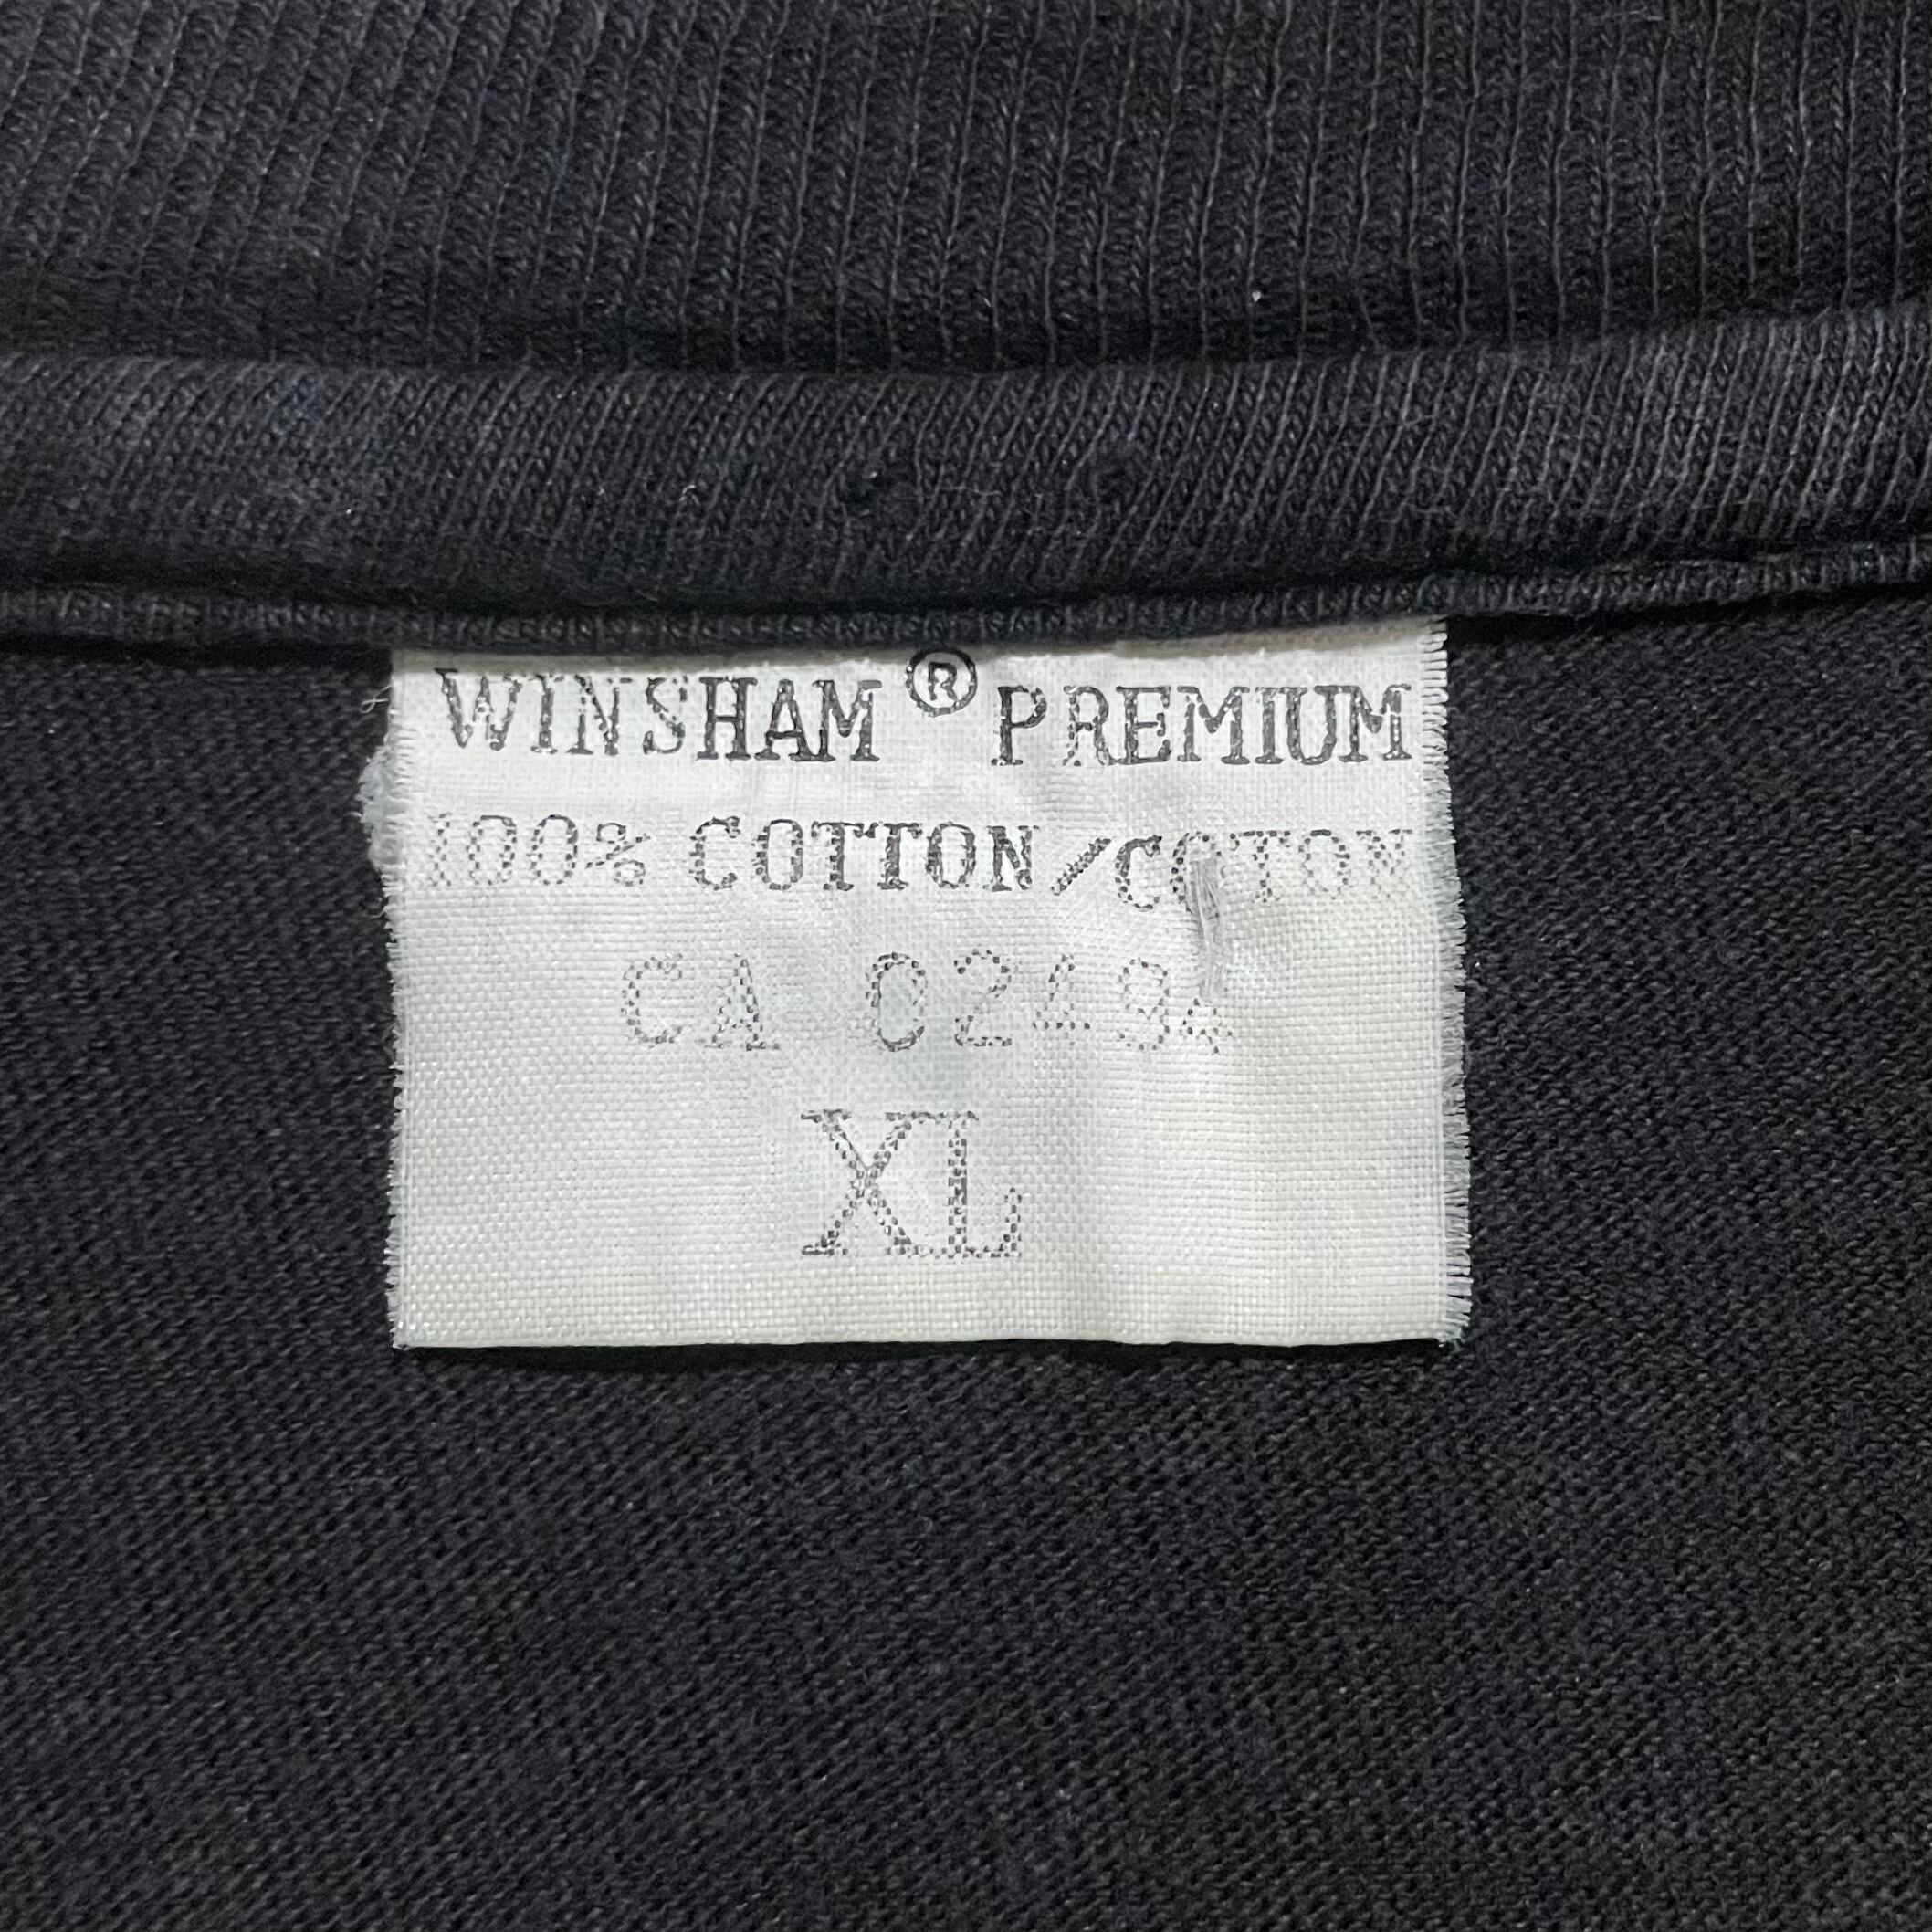 WINSHAM® PREMIUM
100% COTTON/COTON
CA 02494
XL